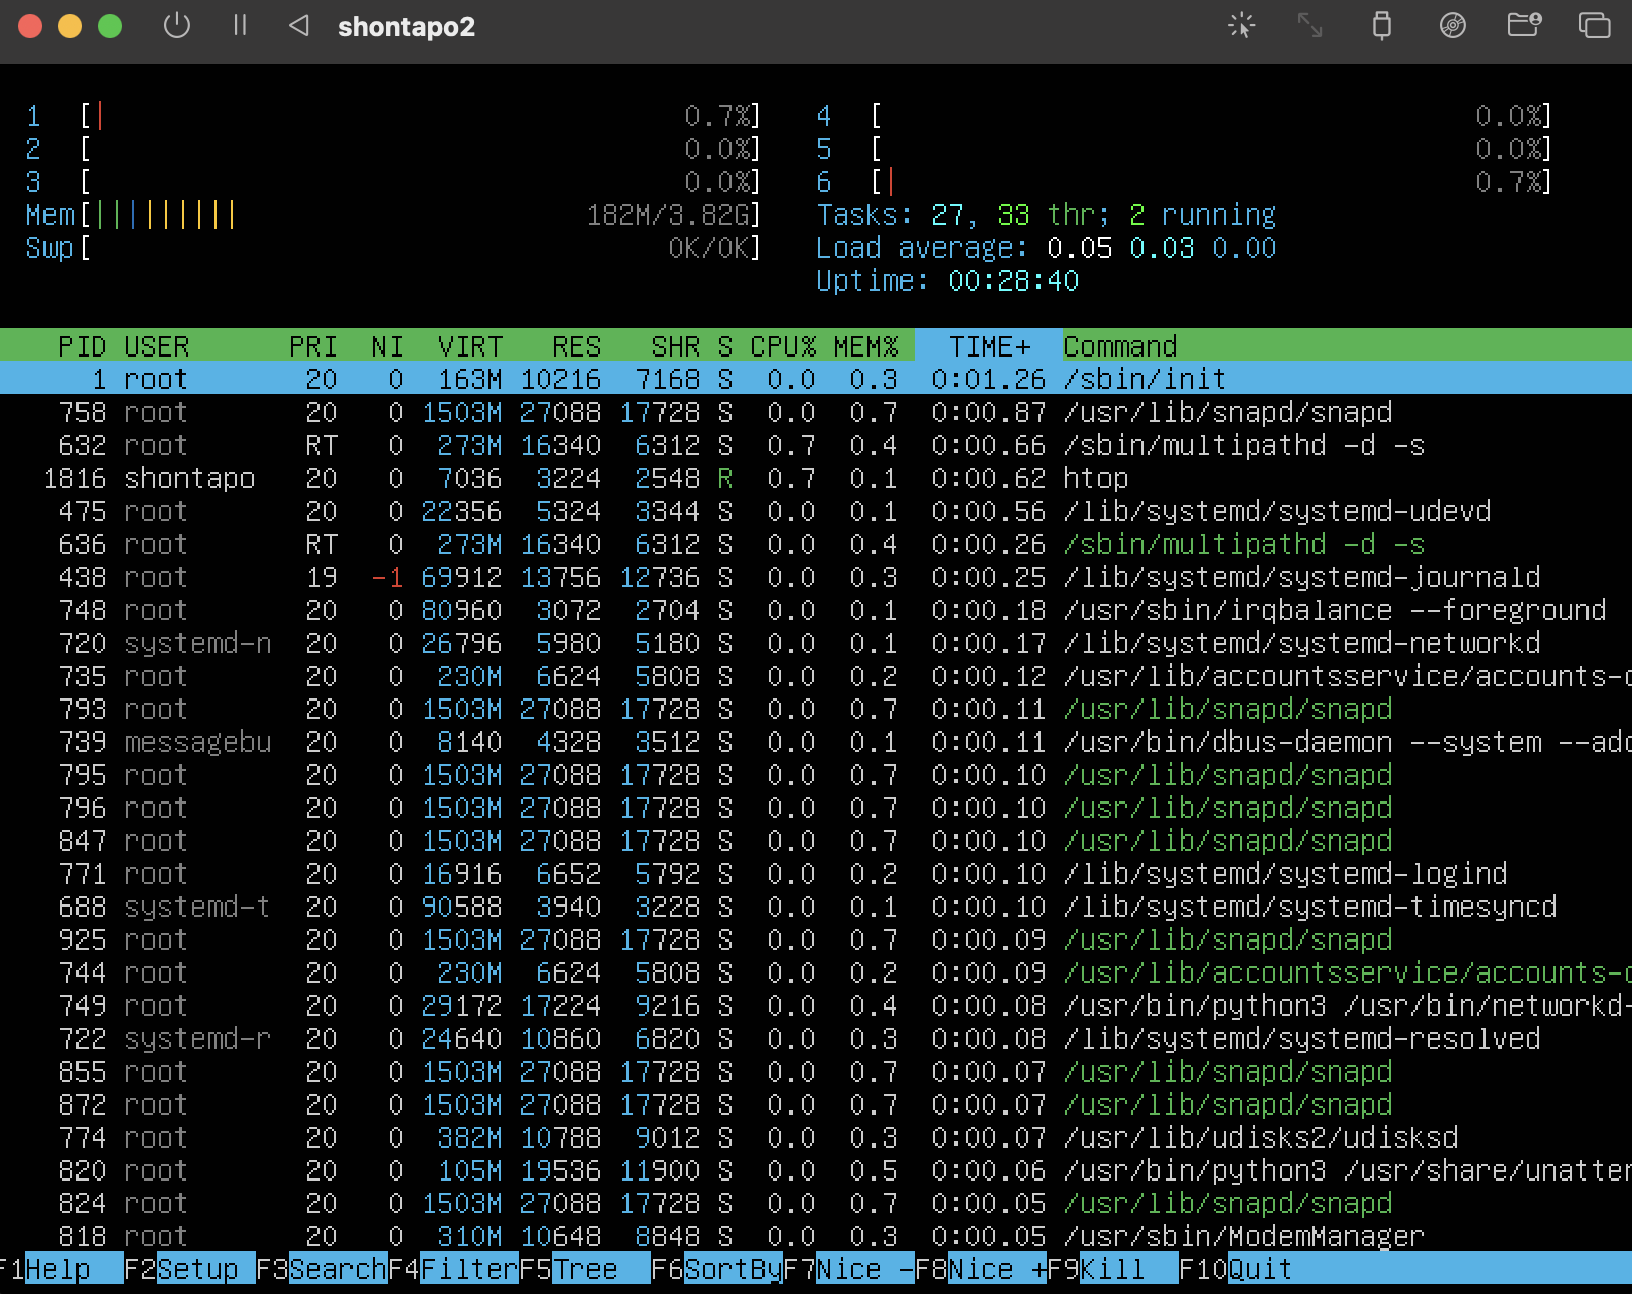 shontapo2
1 [| 0.7%] 4 [ 0.0%]
2 [ 0.0%] 5 [ 0.0%]
3 [ 0.0%] 6 [| 0.7%]
Mem[||||||||| 182M/3.82G] Tasks: 27, 33 thr; 2 running
Swp[ 0K/0K] Load average: 0.05 0.03 0.00
Uptime: 00:28:40
PID USER PRI NI VIRT RES SHR S CPU% MEM% TIME+ Command
1 root 20 0 163M 10216 7168 S 0.0 0.3 0:01.26 /sbin/init
758 root 20 0 1503M 27088 17728 S 0.0 0.7 0:00.87 /usr/lib/snapd/snapd
632 root RT 0 273M 16340 6312 S 0.7 0.4 0:00.66 /sbin/multipathd -d -s
1816 shontapo 20 0 7036 3224 2548 R 0.7 0.1 0:00.62 htop
475 root 20 0 22356 5324 3344 S 0.0 0.1 0:00.56 /lib/systemd/systemd-udevd
636 root RT 0 273M 16340 6312 S 0.0 0.4 0:00.26 /sbin/multipathd -d -s
438 root 19 -1 69912 13756 12736 S 0.0 0.3 0:00.25 /lib/systemd/systemd-journald
748 root 20 0 80960 3072 2704 S 0.0 0.1 0:00.18 /usr/sbin/irqbalance --foreground
720 systemd-n 20 0 26796 5980 5180 S 0.0 0.1 0:00.17 /lib/systemd/systemd-networkd
735 root 20 0 230M 6624 5808 S 0.0 0.2 0:00.12 /usr/lib/accountsservice/accounts-d
793 root 20 0 1503M 27088 17728 S 0.0 0.7 0:00.11 /usr/lib/snapd/snapd
739 messagebu 20 0 8140 4328 3512 S 0.0 0.1 0:00.11 /usr/bin/dbus-daemon --system --add
795 root 20 0 1503M 27088 17728 S 0.0 0.7 0:00.10 /usr/lib/snapd/snapd
796 root 20 0 1503M 27088 17728 S 0.0 0.7 0:00.10 /usr/lib/snapd/snapd
847 root 20 0 1503M 27088 17728 S 0.0 0.7 0:00.10 /usr/lib/snapd/snapd
771 root 20 0 16916 6652 5792 S 0.0 0.2 0:00.10 /lib/systemd/systemd-logind
688 systemd-t 20 0 90588 3940 3228 S 0.0 0.1 0:00.10 /lib/systemd/systemd-timesyncd
925 root 20 0 1503M 27088 17728 S 0.0 0.7 0:00.09 /usr/lib/snapd/snapd
744 root 20 0 230M 6624 5808 S 0.0 0.2 0:00.09 /usr/lib/accountsservice/accounts-d
749 root 20 0 29172 17224 9216 S 0.0 0.4 0:00.08 /usr/bin/python3 /usr/bin/networkd-
722 systemd-r 20 0 24640 10860 6820 S 0.0 0.3 0:00.08 /lib/systemd/systemd-resolved
855 root 20 0 1503M 27088 17728 S 0.0 0.7 0:00.07 /usr/lib/snapd/snapd
872 root 20 0 1503M 27088 17728 S 0.0 0.7 0:00.07 /usr/lib/snapd/snapd
774 root 20 0 382M 10788 9012 S 0.0 0.3 0:00.07 /usr/lib/udisks2/udisksd
820 root 20 0 105M 19536 11900 S 0.0 0.5 0:00.06 /usr/bin/python3 /usr/share/unatten
824 root 20 0 1503M 27088 17728 S 0.0 0.7 0:00.05 /usr/lib/snapd/snapd
818 root 20 0 310M 10648 8848 S 0.0 0.3 0:00.05 /usr/sbin/ModemManager
F1Help F2Setup F3SearchF4FilterF5Tree F6SortByF7Nice -F8Nice +F9Kill F10Quit